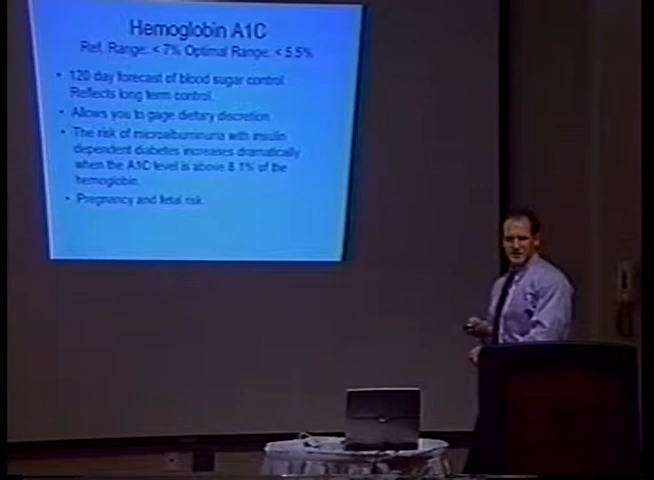 Hemoglobin A1C
Ref. Range: < 7% Optimal Range: < 5.5%
• 120 day forecast of blood sugar control.
Reflects long term control.
• Allows you to gage dietary discretion.
• The risk of microalbuminuria with insulin
dependent diabetes increases dramatically
when the A1C level is above 8.1% of the
hemoglobin.
• Pregnancy and fetal risk